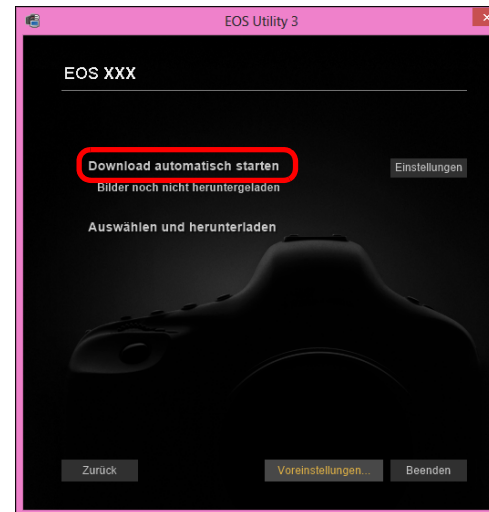 EOS Utility 3
EOS XXX
Download automatisch starten
Einstellungen
Bilder noch nicht heruntergeladen
Auswählen und herunterladen
Zurück
Voreinstellungen...
Beenden